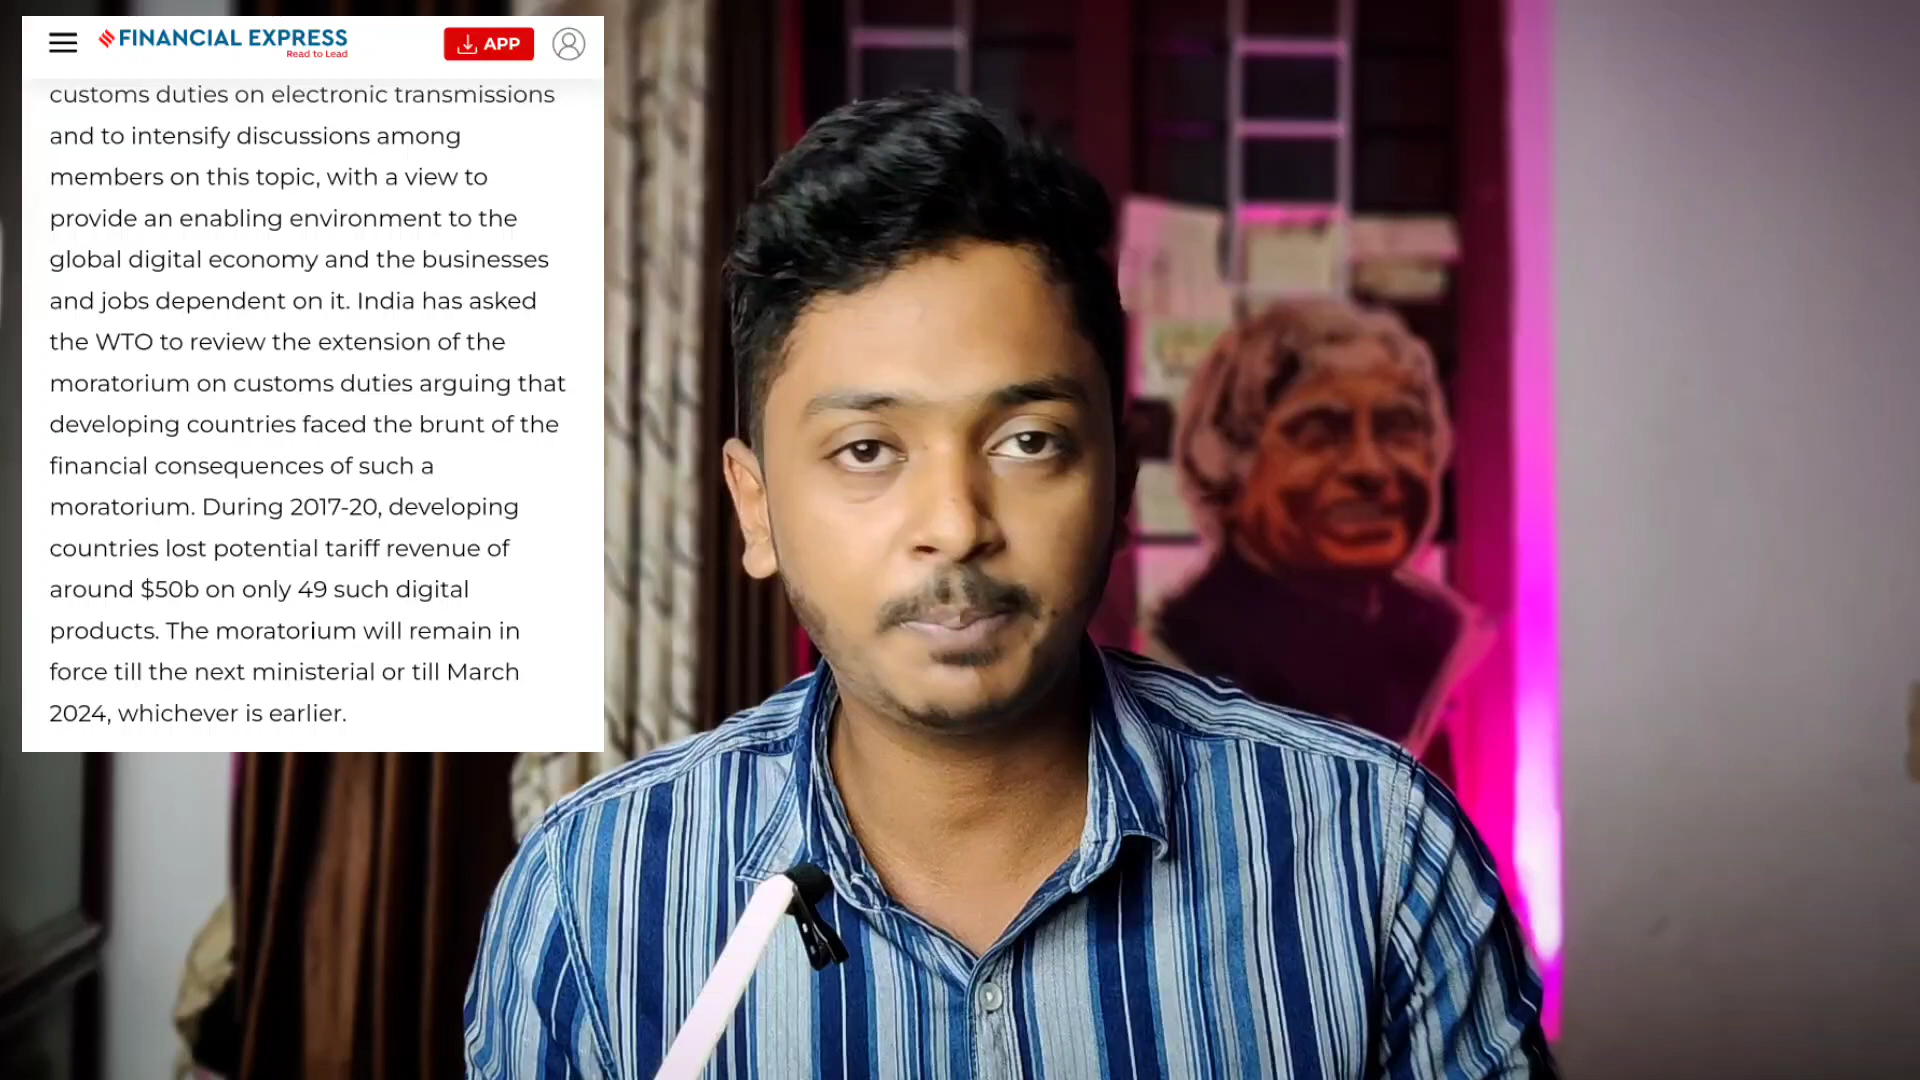 FINANCIAL EXPRESS
Read to Lead
APP
customs duties on electronic transmissions
and to intensify discussions among
members on this topic, with a view to
provide an enabling environment to the
global digital economy and the businesses
and jobs dependent on it. India has asked
the WTO to review the extension of the
moratorium on customs duties arguing that
developing countries faced the brunt of the
financial consequences of such a
moratorium. During 2017-20, developing
countries lost potential tariff revenue of
around $50b on only 49 such digital
products. The moratorium will remain in
force till the next ministerial or till March
2024, whichever is earlier.